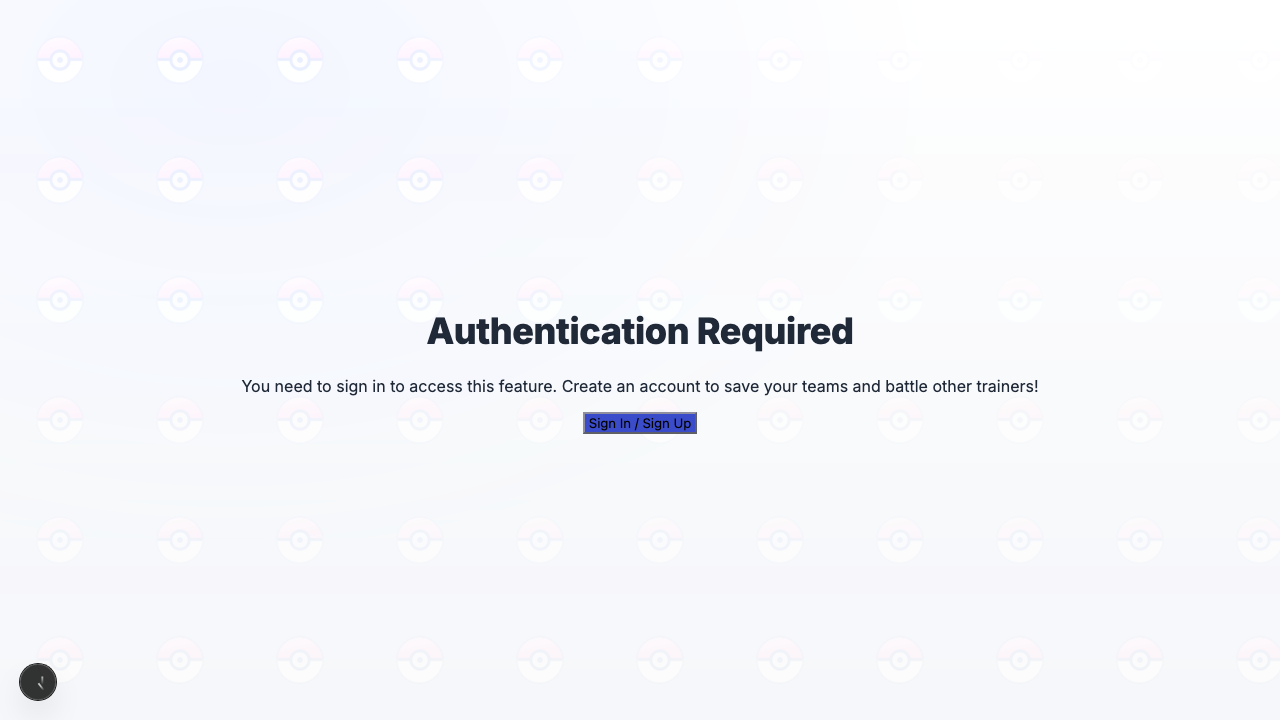 Authentication Required
You need to sign in to access this feature. Create an account to save your teams and battle other trainers!
Sign In / Sign Up